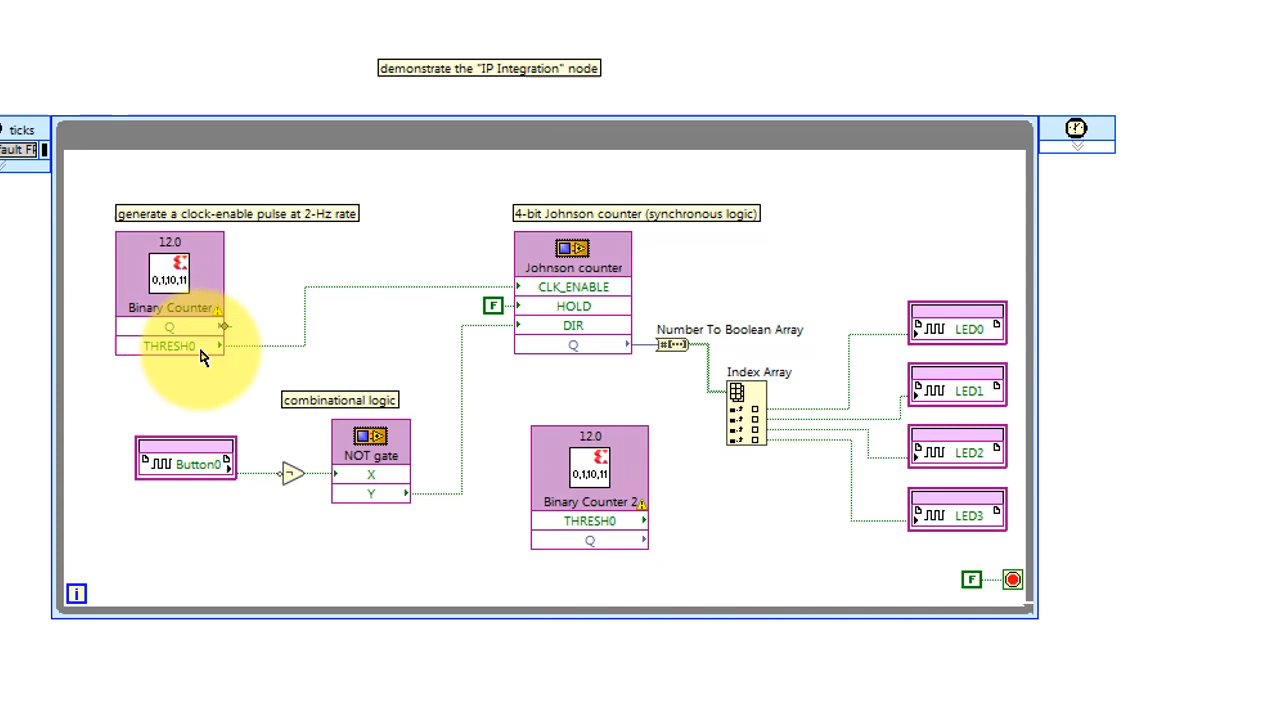 demonstrate the "IP Integration" node
ticks
generate a clock-enable pulse at 2-Hz rate
12.0
0,1,10,11
Binary Counter
Q
THRESH0
4-bit Johnson counter (synchronous logic)
Johnson counter
CLK_ENABLE
F
HOLD
DIR
Q
Number To Boolean Array
#[...]
Index Array
LED0
LED1
LED2
LED3
combinational logic
Button0
NOT gate
X
Y
12.0
0,1,10,11
Binary Counter 2
THRESH0
Q
i
F